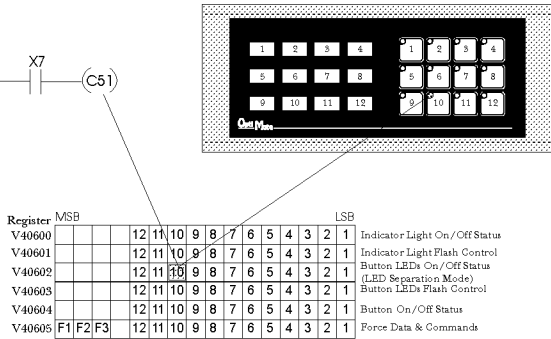 X7
C51
1 2 3 4
5 6 7 8
9 10 11 12
1 2 3 4
5 6 7 8
9 10 11 12
Opti Mate
Register MSB LSB
V40600 12 11 10 9 8 7 6 5 4 3 2 1 Indicator Light On/Off Status
V40601 12 11 10 9 8 7 6 5 4 3 2 1 Indicator Light Flash Control
V40602 12 11 10 9 8 7 6 5 4 3 2 1 Button LEDs On/Off Status
(LED Separation Mode)
V40603 12 11 10 9 8 7 6 5 4 3 2 1 Button LEDs Flash Control
V40604 12 11 10 9 8 7 6 5 4 3 2 1 Button On/Off Status
V40605 F1 F2 F3 12 11 10 9 8 7 6 5 4 3 2 1 Force Data & Commands